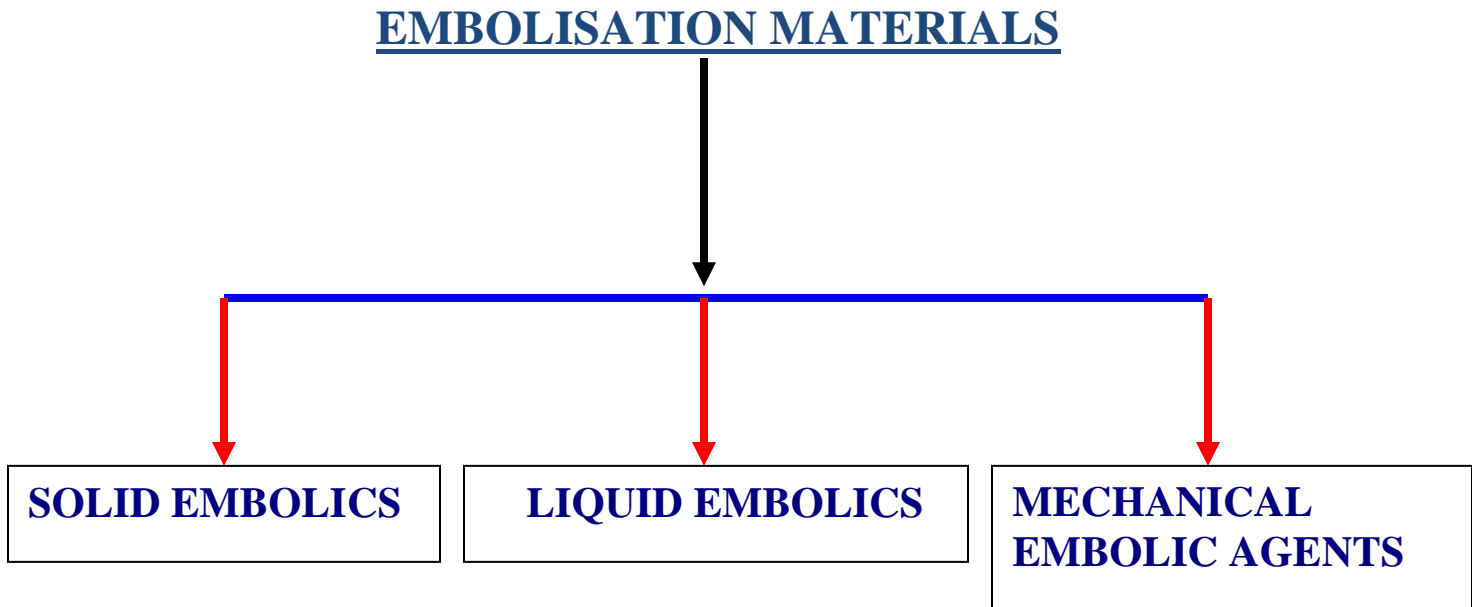 EMBOLISATION MATERIALS
SOLID EMBOLICS
LIQUID EMBOLICS
MECHANICAL
EMBOLIC AGENTS